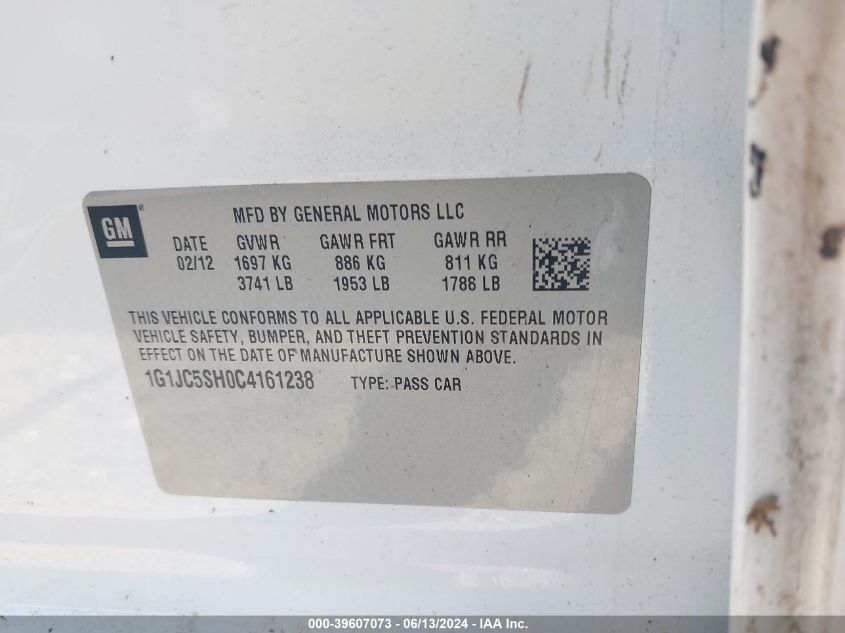 GM®
MFD BY GENERAL MOTORS LLC
DATE GVWR GAWR FRT GAWR RR
02/12 1697 KG 886 KG 811 KG
3741 LB 1953 LB 1788 LB
THIS VEHICLE CONFORMS TO ALL APPLICABLE U.S. FEDERAL MOTOR
VEHICLE SAFETY, BUMPER, AND THEFT PREVENTION STANDARDS IN
EFFECT ON THE DATE OF MANUFACTURE SHOWN ABOVE.
1G1JC5SH0C4161238 TYPE: PASS CAR
000-39607073 - 06/13/2024 - IAA Inc.